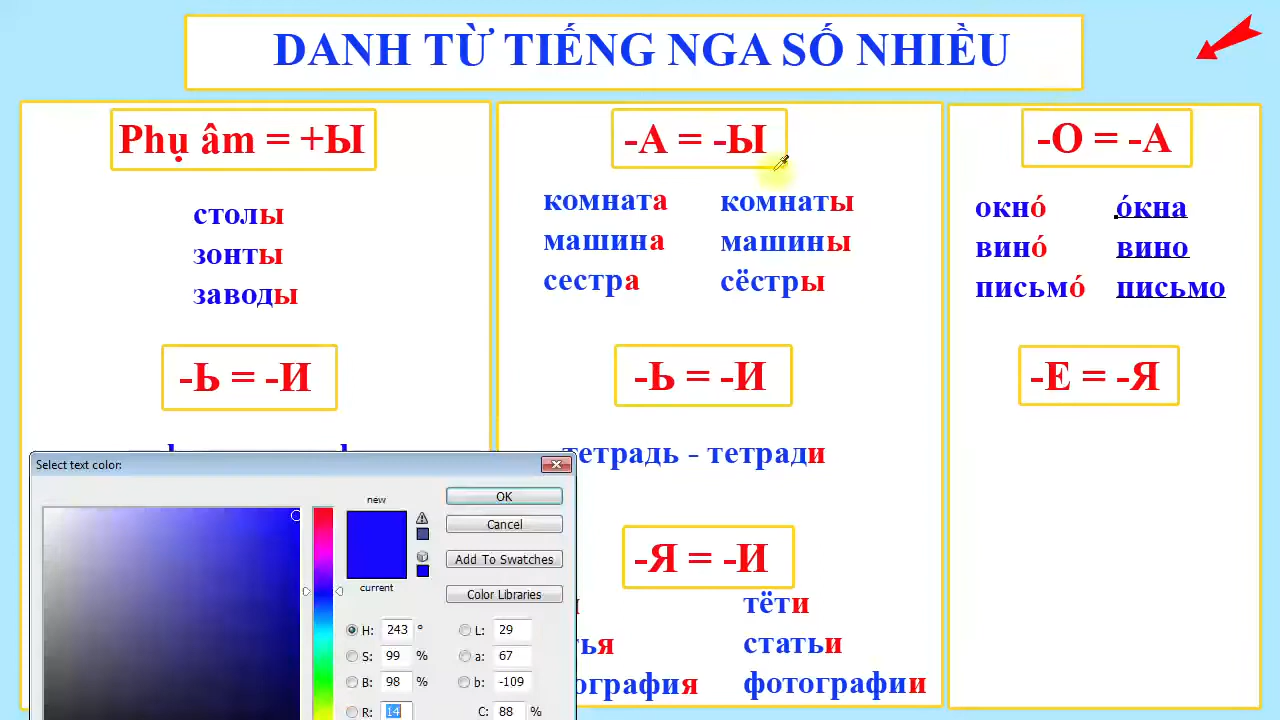 DANH TỪ TIẾNG NGA SỐ NHIỀU
Phụ âm = +Ы
столы
зонты
заводы
-Ь = -И
-А = -Ы
комната комнаты
машина машины
сестра сёстры
-Ь = -И
тетрадь - тетради
-Я = -И
тёти
статьи
фотографии
-О = -А
окнó óкна
винó вино
письмó письмо
-Е = -Я
Select text color:
new
current
OK
Cancel
Add To Swatches
Color Libraries
H: 243 °
S: 99 %
B: 98 %
R: 14
L: 29
a: 67
b: -109
C: 88 %